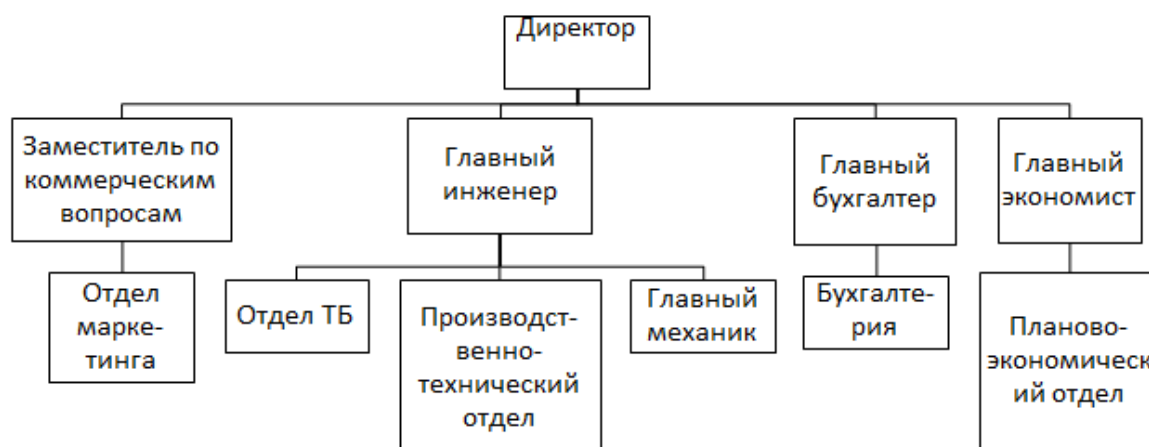 Директор
Заместитель по
коммерческим
вопросам
Главный
инженер
Главный
бухгалтер
Главный
экономист
Отдел
марке-
тинга
Отдел ТБ
Производст-
венно-
технический
отдел
Главный
механик
Бухгалте-
рия
Планово-
экономическ
ий отдел